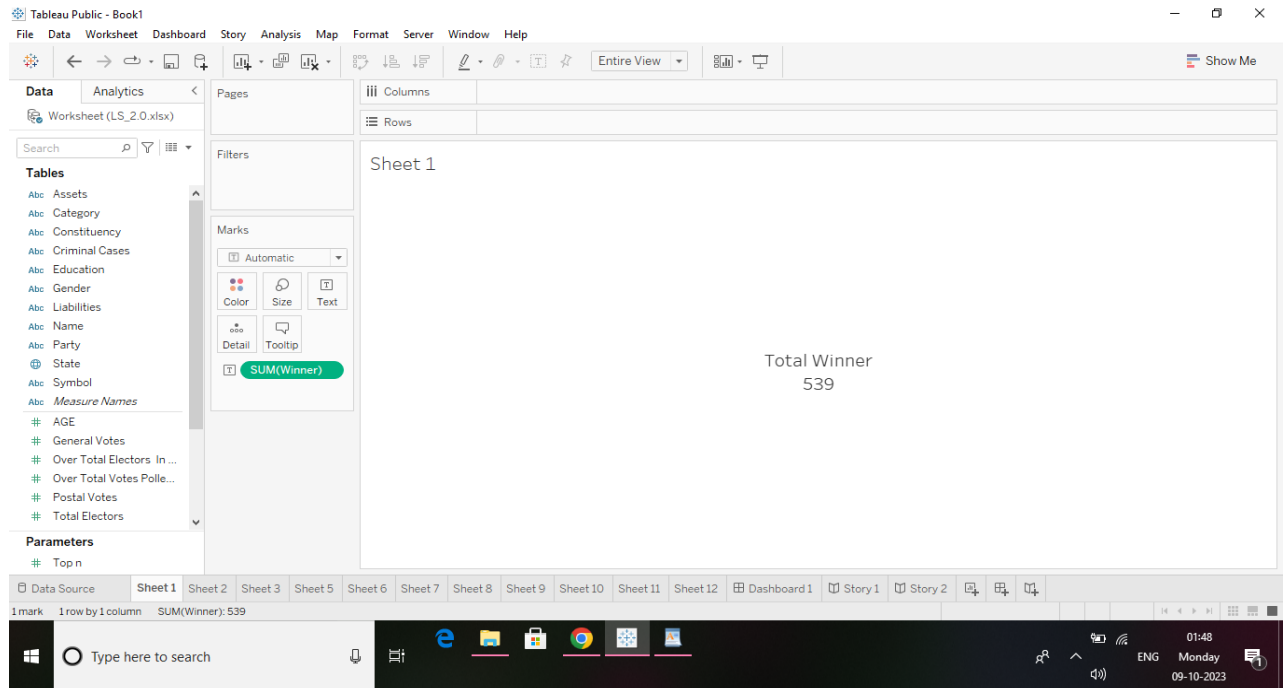 Tableau Public - Book1
File Data Worksheet Dashboard Story Analysis Map Format Server Window Help
Entire View
Show Me
Data Analytics
Pages
iii Columns
Rows
Worksheet (LS_2.0.xlsx)
Search
Filters
Sheet 1
Tables
Abc Assets
Abc Category
Abc Constituency
Abc Criminal Cases
Abc Education
Abc Gender
Abc Liabilities
Abc Name
Abc Party
State
Abc Symbol
Abc Measure Names
# AGE
# General Votes
# Over Total Electors In ...
# Over Total Votes Polle...
# Postal Votes
# Total Electors
Parameters
# Top n
Marks
T Automatic
Color Size T Text
Detail Tooltip
T SUM(Winner)
Total Winner
539
Data Source Sheet 1 Sheet 2 Sheet 3 Sheet 5 Sheet 6 Sheet 7 Sheet 8 Sheet 9 Sheet 10 Sheet 11 Sheet 12 Dashboard 1 Story 1 Story 2
1 mark 1 row by 1 column SUM(Winner): 539
Type here to search
ENG
01:48
Monday
09-10-2023
1